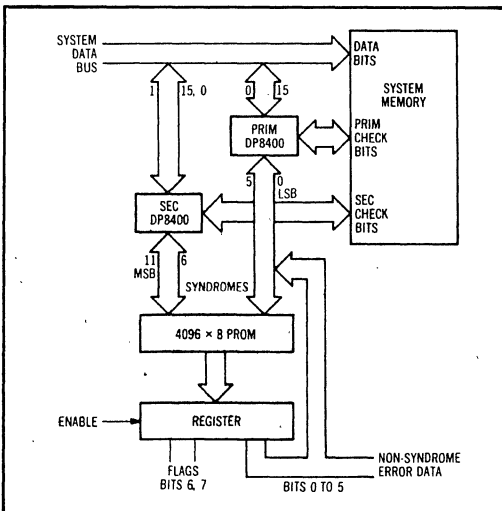 SYSTEM
DATA
BUS
DATA
BITS
SYSTEM
MEMORY
1
15, 0
0
15
PRIM
DP8400
PRIM
CHECK
BITS
5
0
LSB
SEC
DP8400
SEC
CHECK
BITS
11
MSB
6
SYNDROMES
4096 × 8 PROM
ENABLE
REGISTER
FLAGS
BITS 6, 7
BITS 0 TO 5
NON-SYNDROME
ERROR DATA